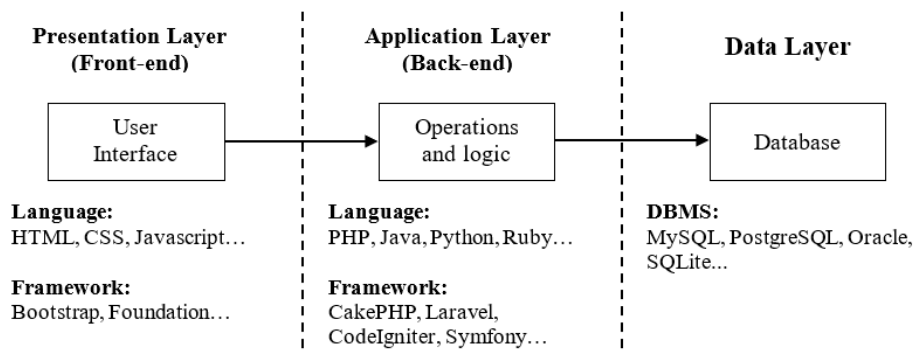 Presentation Layer
(Front-end)
Application Layer
(Back-end)
Data Layer
User
Interface
Operations
and logic
Database
Language:
HTML, CSS, Javascript…
Framework:
Bootstrap, Foundation…
Language:
PHP, Java, Python, Ruby…
Framework:
CakePHP, Laravel,
CodeIgniter, Symfony…
DBMS:
MySQL, PostgreSQL, Oracle,
SQLite...